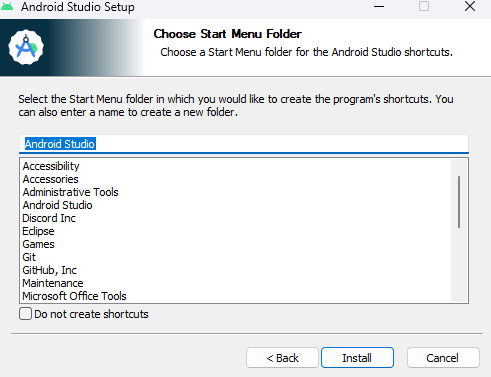 Android Studio Setup
Choose Start Menu Folder
Choose a Start Menu folder for the Android Studio shortcuts.
Select the Start Menu folder in which you would like to create the program's shortcuts. You
can also enter a name to create a new folder.
Android Studio
Accessibility
Accessories
Administrative Tools
Android Studio
Discord Inc
Eclipse
Games
Git
GitHub, Inc
Maintenance
Microsoft Office Tools
Do not create shortcuts
< Back
Install
Cancel